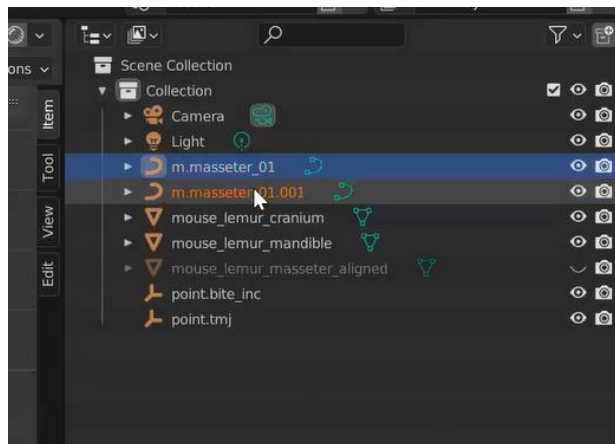 ons
Scene Collection
Collection
Camera
Light
m.masseter_01
m.masseter_01.001
mouse_lemur_cranium
mouse_lemur_mandible
mouse_lemur_masseter_aligned
point.bite_inc
point.tmj
Item
Tool
View
Edit